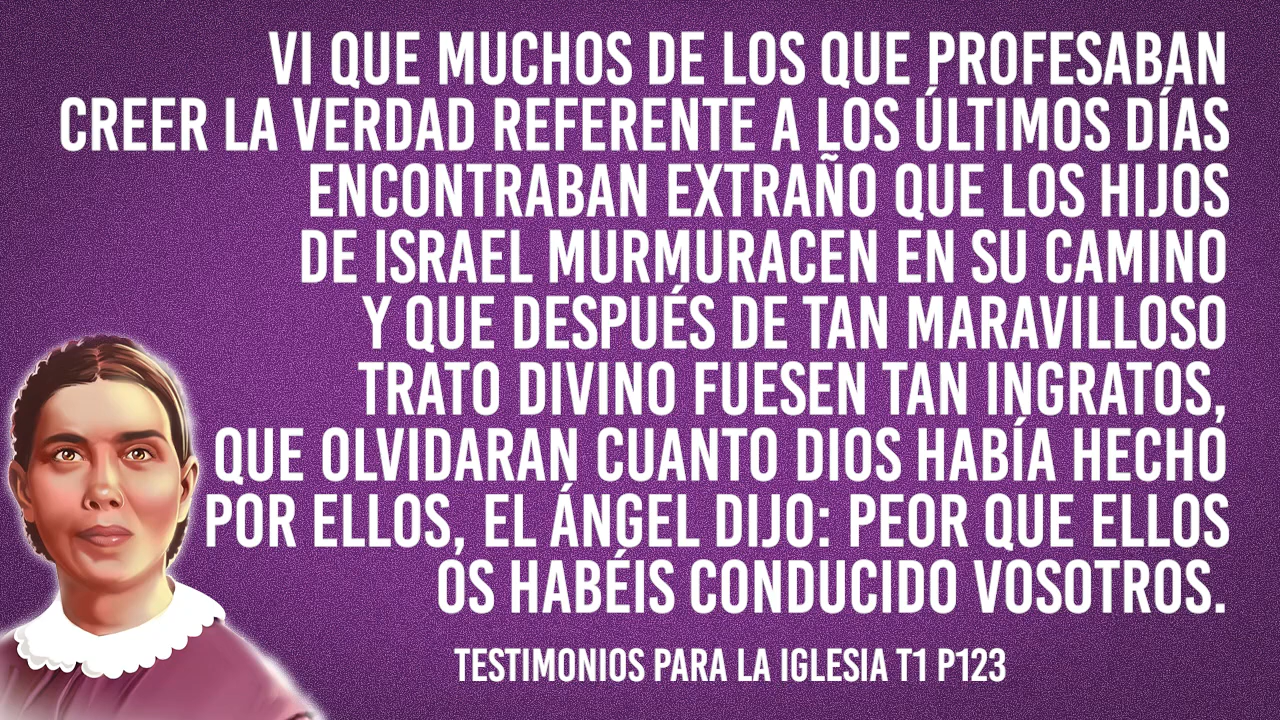 VI QUE MUCHOS DE LOS QUE PROFESABAN
CREER LA VERDAD REFERENTE A LOS ÚLTIMOS DÍAS
ENCONTRABAN EXTRAÑO QUE LOS HIJOS
DE ISRAEL MURMURACEN EN SU CAMINO
Y QUE DESPUÉS DE TAN MARAVILLOSO
TRATO DIVINO FUESEN TAN INGRATOS,
QUE OLVIDARAN CUANTO DIOS HABÍA HECHO
POR ELLOS, EL ÁNGEL DIJO: PEOR QUE ELLOS
OS HABÉIS CONDUCIDO VOSOTROS.
TESTIMONIOS PARA LA IGLESIA T1 P123